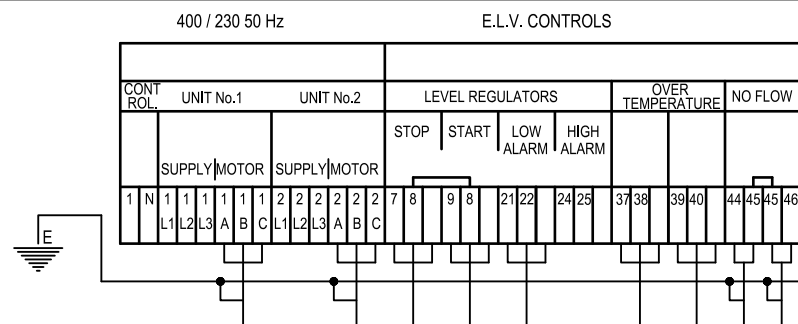 400 / 230 50 Hz E.L.V. CONTROLS
CONT ROL. UNIT No.1 UNIT No.2 LEVEL REGULATORS OVER TEMPERATURE NO FLOW
STOP START LOW ALARM HIGH ALARM
SUPPLY MOTOR SUPPLY MOTOR
1 N 1 1 1 1 1 1 2 2 2 2 2 2 7 8 9 8 21 22 24 25 37 38 39 40 44 45 45 46
L1 L2 L3 A B C L1 L2 L3 A B C
E